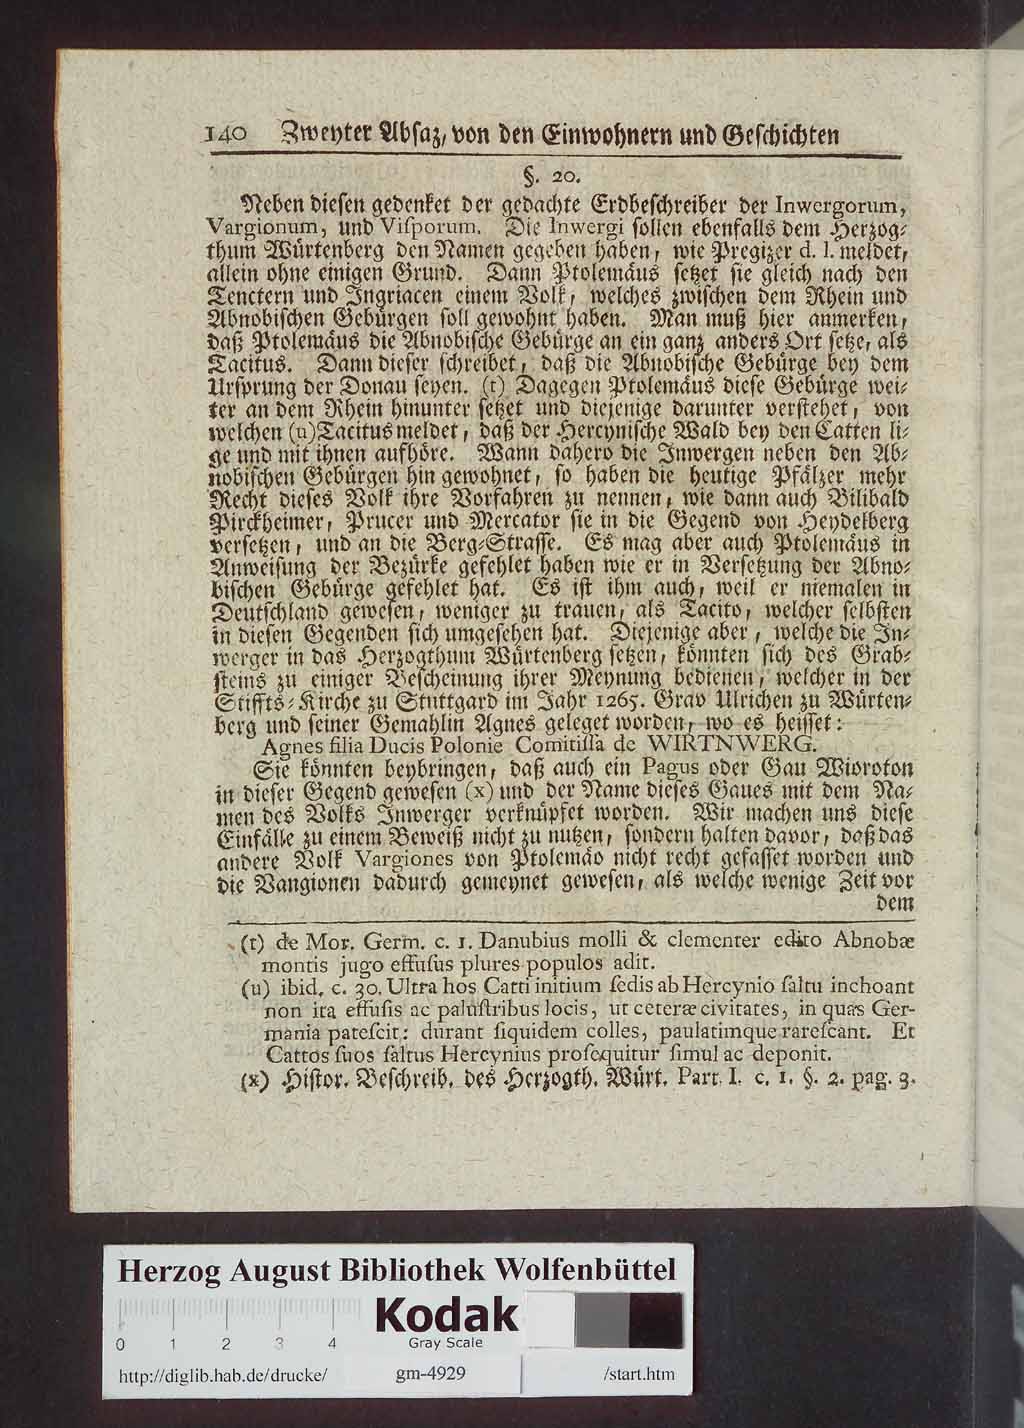 140 Zweyter Absaz, von den Einwohnern und Geschichten
§. 20.
Neben diesen gedenket der gedachte Erdbeschreiber der Inwergorum,
Vargionum, und Visporum. Die Inwergi sollen ebenfalls dem Herzog-
thum Würtenberg den Namen gegeben haben, wie Pregizer d. l. meldet,
allein ohne einigen Grund. Dann Ptolemäus setzet sie gleich nach den
Tenctern und Ingriacen einem Volk, welches zwischen dem Rhein und
Abnobischen Gebürgen soll gewohnt haben. Man muß hier anmerken,
daß Ptolemäus die Abnobische Gebürge an ein ganz anders Ort setze, als
Tacitus. Dann dieser schreibet, daß die Abnobische Gebürge bey dem
Ursprung der Donau seyen. (t) Dagegen Ptolemäus diese Gebürge wei-
ter an dem Rhein hinunter setzet und diejenige darunter verstehet, von
welchen (u) Tacitus meldet, daß der Hercynische Wald bey den Catten li-
ge und mit ihnen aufhöre. Wann dahero die Inwergen neben den Ab-
nobischen Gebürgen hin gewohnet, so haben die heutige Pfälzer mehr
Recht dieses Volk ihre Vorfahren zu nennen, wie dann auch Bilibald
Pirckheimer, Prucer und Mercator sie in die Gegend von Heydelberg
versetzen, und an die Berg-Strasse. Es mag aber auch Ptolemäus in
Anweisung der Bezürke gefehlet haben wie er in Versetzung der Abno-
bischen Gebürge gefehlet hat. Es ist ihm auch, weil er niemalen in
Deutschland gewesen, weniger zu trauen, als Tacito, welcher selbsten
in diesen Gegenden sich umgesehen hat. Diejenige aber, welche die In-
werger in das Herzogthum Würtenberg setzen, könnten sich des Grab-
steins zu einiger Bescheinung ihrer Meynung bedienen, welcher in der
Stiffts-Kirche zu Stuttgard im Jahr 1265. Grav Ulrichen zu Würten-
berg und seiner Gemahlin Agnes geleget worden, wo es heisset:
Agnes filia Ducis Polonie Comitissa de WIRTNWERG.
Sie könnten beybringen, daß auch ein Pagus oder Gau Wiroton
in dieser Gegend gewesen (x) und der Name dieses Gaues mit dem Na-
men des Volks Inwerger verknüpfet worden. Wir machen uns diese
Einfälle zu einem Beweiß nicht zu nutzen, sondern halten davor, daß das
andere Volk Vargiones von Ptolemäo nicht recht gefasset worden und
die Vangionen dadurch gemeynet gewesen, als welche wenige Zeit vor
dem
(t) de Mor. Germ. c. 1. Danubius molli & clementer edito Abnobæ
montis jugo effusus plures populos adit.
(u) ibid. c. 30. Ultra hos Catti initium sedis ab Hercynio saltu inchoant
non ita effusis ac palustribus locis, ut ceteræ civitates, in quas Ger-
mania patescit: durant siquidem colles, paulatimque rarescant. Et
Cattos suos saltus Hercynius prosequitur simul ac deponit.
(x) Histor. Beschreib. des Herzogth. Würt. Part. I. c. 1. §. 2. pag. 3.
Herzog August Bibliothek Wolfenbüttel
Kodak
0 1 2 3 4 Gray Scale
http://diglib.hab.de/drucke/ gm-4929 /start.htm